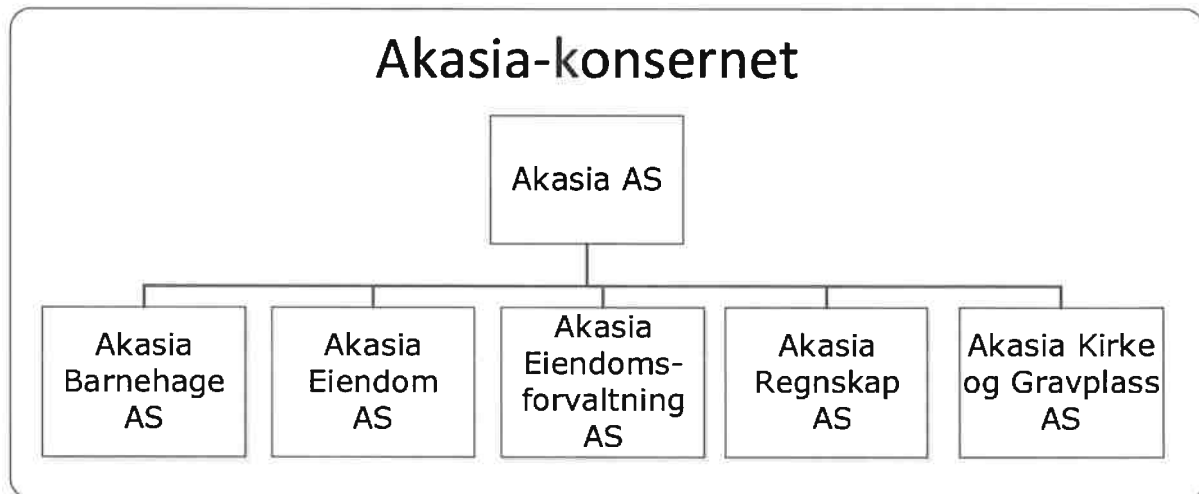 Akasia-konsernet
Akasia AS
Akasia
Barnehage
AS
Akasia
Eiendom
AS
Akasia
Eiendoms-
forvaltning
AS
Akasia
Regnskap
AS
Akasia Kirke
og Gravplass
AS